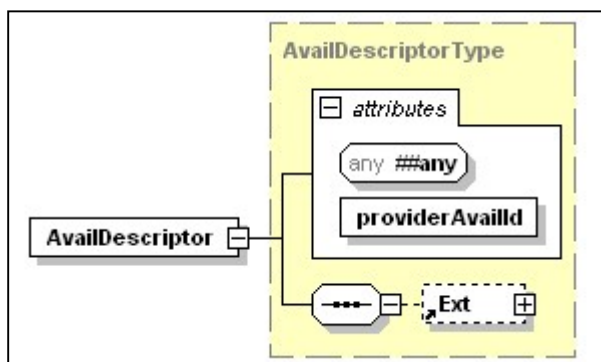 AvailDescriptorType
attributes
any ##any
providerAvailId
AvailDescriptor
Ext